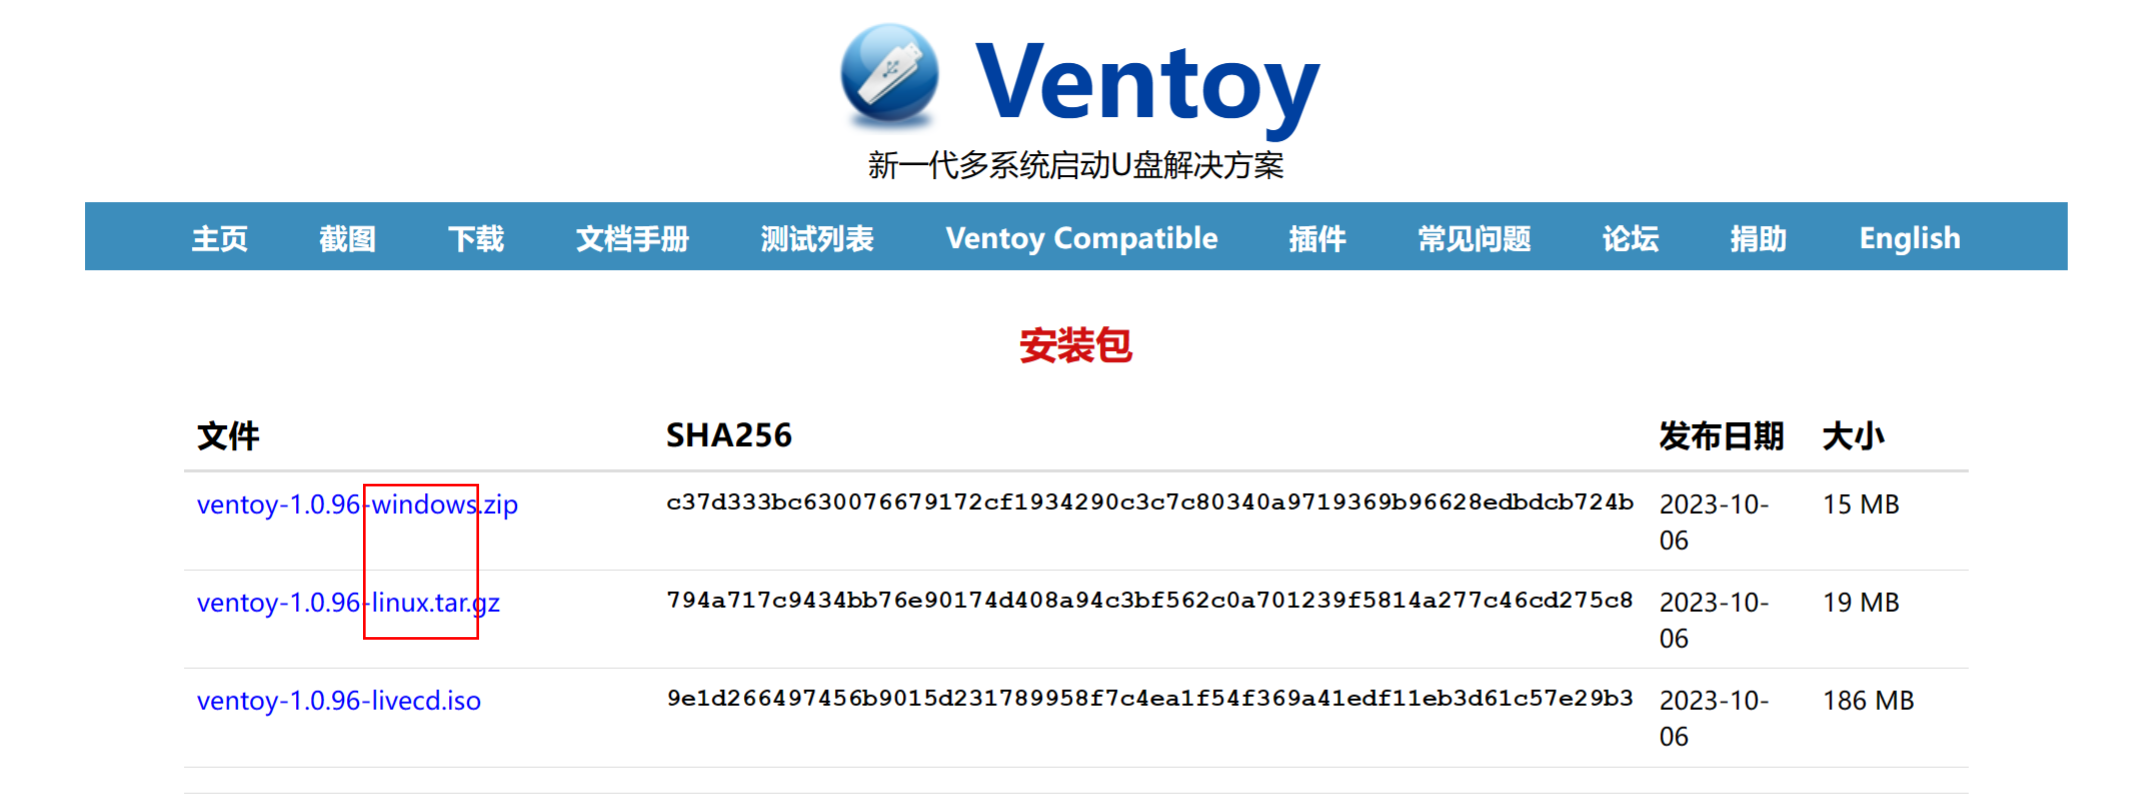 Ventoy
新一代多系统启动U盘解决方案
主页 截图 下载 文档手册 测试列表 Ventoy Compatible 插件 常见问题 论坛 捐助 English
安装包
文件 SHA256 发布日期 大小
ventoy-1.0.96-windows.zip c37d333bc630076679172cf1934290c3c7c80340a9719369b96628edbdcb724b 2023-10- 15 MB
06
ventoy-1.0.96-linux.tar.gz 794a717c9434bb76e90174d408a94c3bf562c0a701239f5814a277c46cd275c8 2023-10- 19 MB
06
ventoy-1.0.96-livecd.iso 9e1d266497456b9015d231789958f7c4ea1f54f369a41edf11eb3d61c57e29b3 2023-10- 186 MB
06